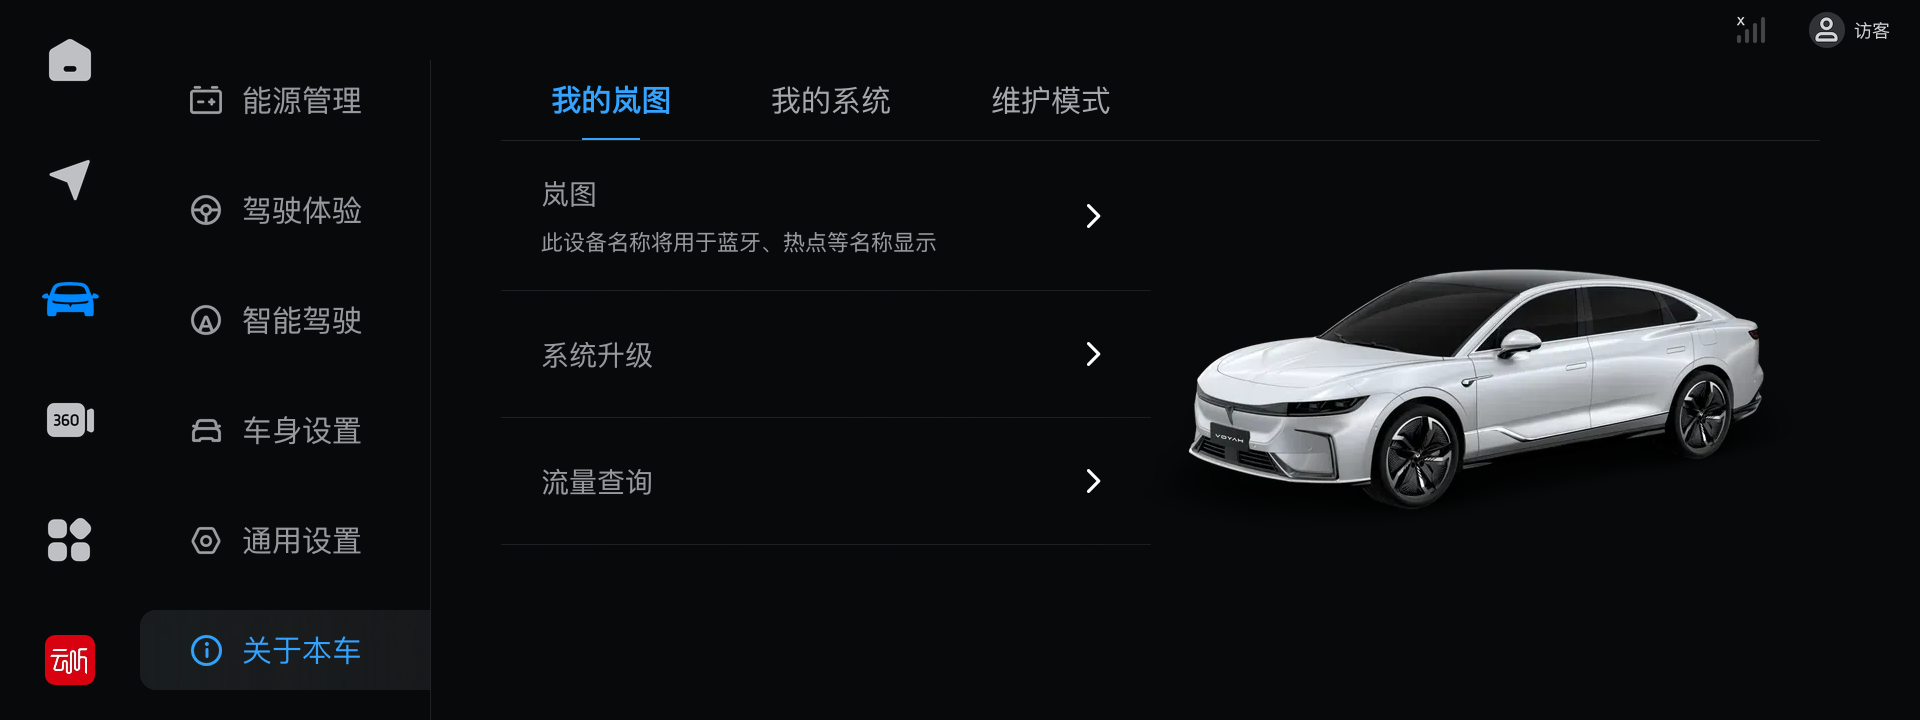 x
访客
能源管理
驾驶体验
智能驾驶
车身设置
通用设置
关于本车
360
云听
我的岚图
我的系统
维护模式
岚图
此设备名称将用于蓝牙、热点等名称显示
系统升级
流量查询
VOYAH